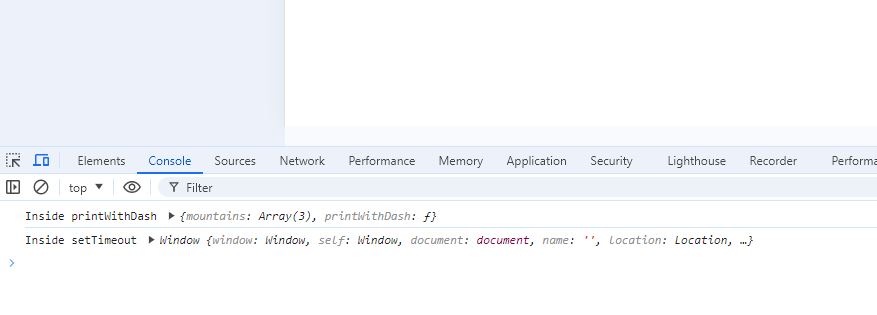 Elements Console Sources Network Performance Memory Application Security Lighthouse Recorder Performa
top ▼ Filter
Inside printWithDash ▶ {mountains: Array(3), printWithDash: ƒ}
Inside setTimeout ▶ Window {window: Window, self: Window, document: document, name: '', location: Location, …}
>